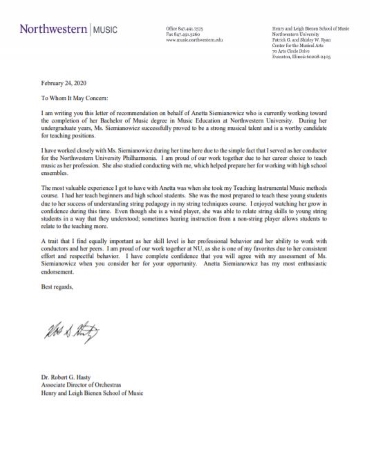 Northwestern | MUSIC
Office 847.491.7575
Fax 847.491.5260
www.music.northwestern.edu
Henry and Leigh Bienen School of Music
Northwestern University
Patrick G. and Shirley W. Ryan
Center for the Musical Arts
70 Arts Circle Drive
Evanston, Illinois 60208-2405
February 24, 2020
To Whom It May Concern:
I am writing you this letter of recommendation on behalf of Anetta Siemianowicz who is currently working toward
the completion of her Bachelor of Music degree in Music Education at Northwestern University. During her
undergraduate years, Ms. Siemianowicz successfully proved to be a strong musical talent and is a worthy candidate
for teaching positions.
I have worked closely with Ms. Siemianowicz during her time here due to the simple fact that I served as her conductor
for the Northwestern University Philharmonia. I am proud of our work together due to her career choice to teach
music as her profession. She also studied conducting with me, which helped prepare her for working with high school
ensembles.
The most valuable experience I got to have with Anetta was when she took my Teaching Instrumental Music methods
course. I had her teach beginners and high school students. She was the most prepared to teach these young students
due to her success of understanding string pedagogy in my string techniques course. I enjoyed watching her grow in
confidence during this time. Even though she is a wind player, she was able to relate string skills to young string
students in a way that they understood; sometimes hearing instruction from a non-string player allows students to
relate to the teaching more.
A trait that I find equally important as her skill level is her professional behavior and her ability to work with
conductors and her peers. I am proud of our work together at NU, as she is one of my favorites due to her consistent
effort and respectful behavior. I have complete confidence that you will agree with my assessment of Ms.
Siemianowicz when you consider her for your opportunity. Anetta Siemianowicz has my most enthusiastic
endorsement.
Best regards,
Dr. Robert G. Hasty
Associate Director of Orchestras
Henry and Leigh Bienen School of Music